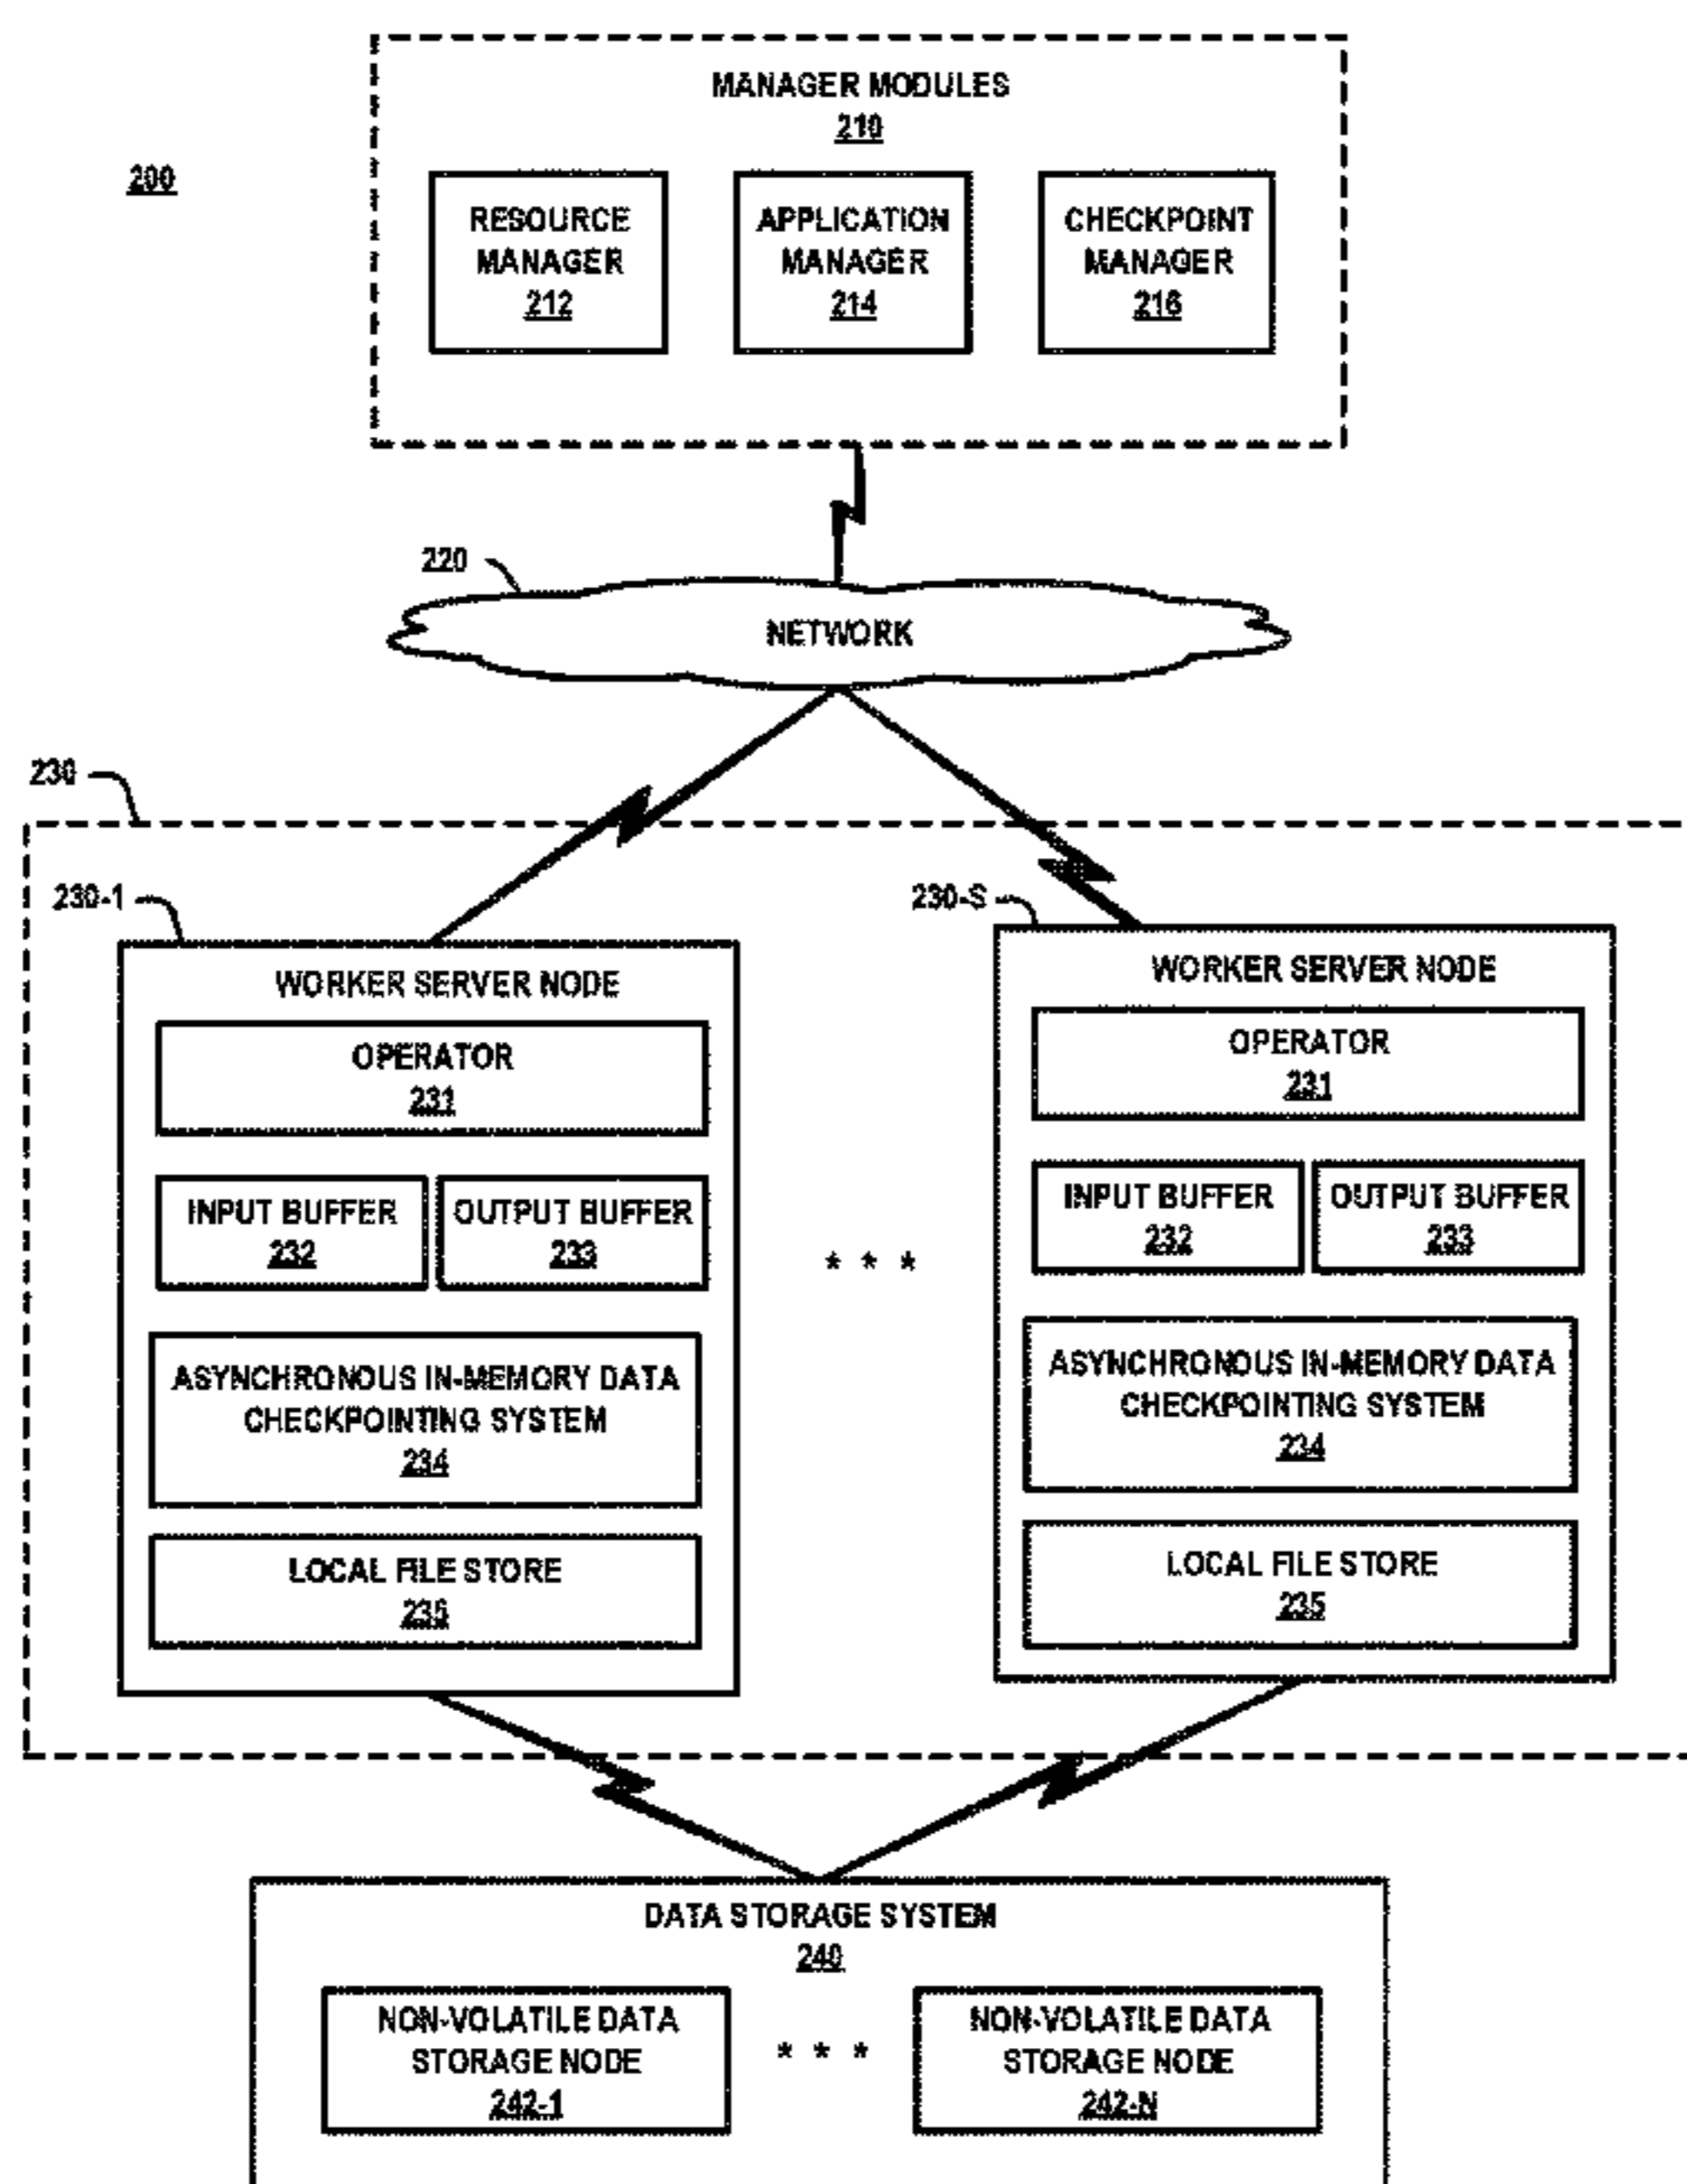 MANAGER MODULES
210
200
RESOURCE
MANAGER
212
APPLICATION
MANAGER
214
CHECKPOINT
MANAGER
216
220
NETWORK
230
230-1
WORKER SERVER NODE
OPERATOR
231
INPUT BUFFER
232
OUTPUT BUFFER
233
ASYNCHRONOUS IN-MEMORY DATA
CHECKPOINTING SYSTEM
234
LOCAL FILE STORE
235
* * *
230-S
WORKER SERVER NODE
OPERATOR
231
INPUT BUFFER
232
OUTPUT BUFFER
233
ASYNCHRONOUS IN-MEMORY DATA
CHECKPOINTING SYSTEM
234
LOCAL FILE STORE
235
DATA STORAGE SYSTEM
240
NON-VOLATILE DATA
STORAGE NODE
242-1
* * *
NON-VOLATILE DATA
STORAGE NODE
242-N